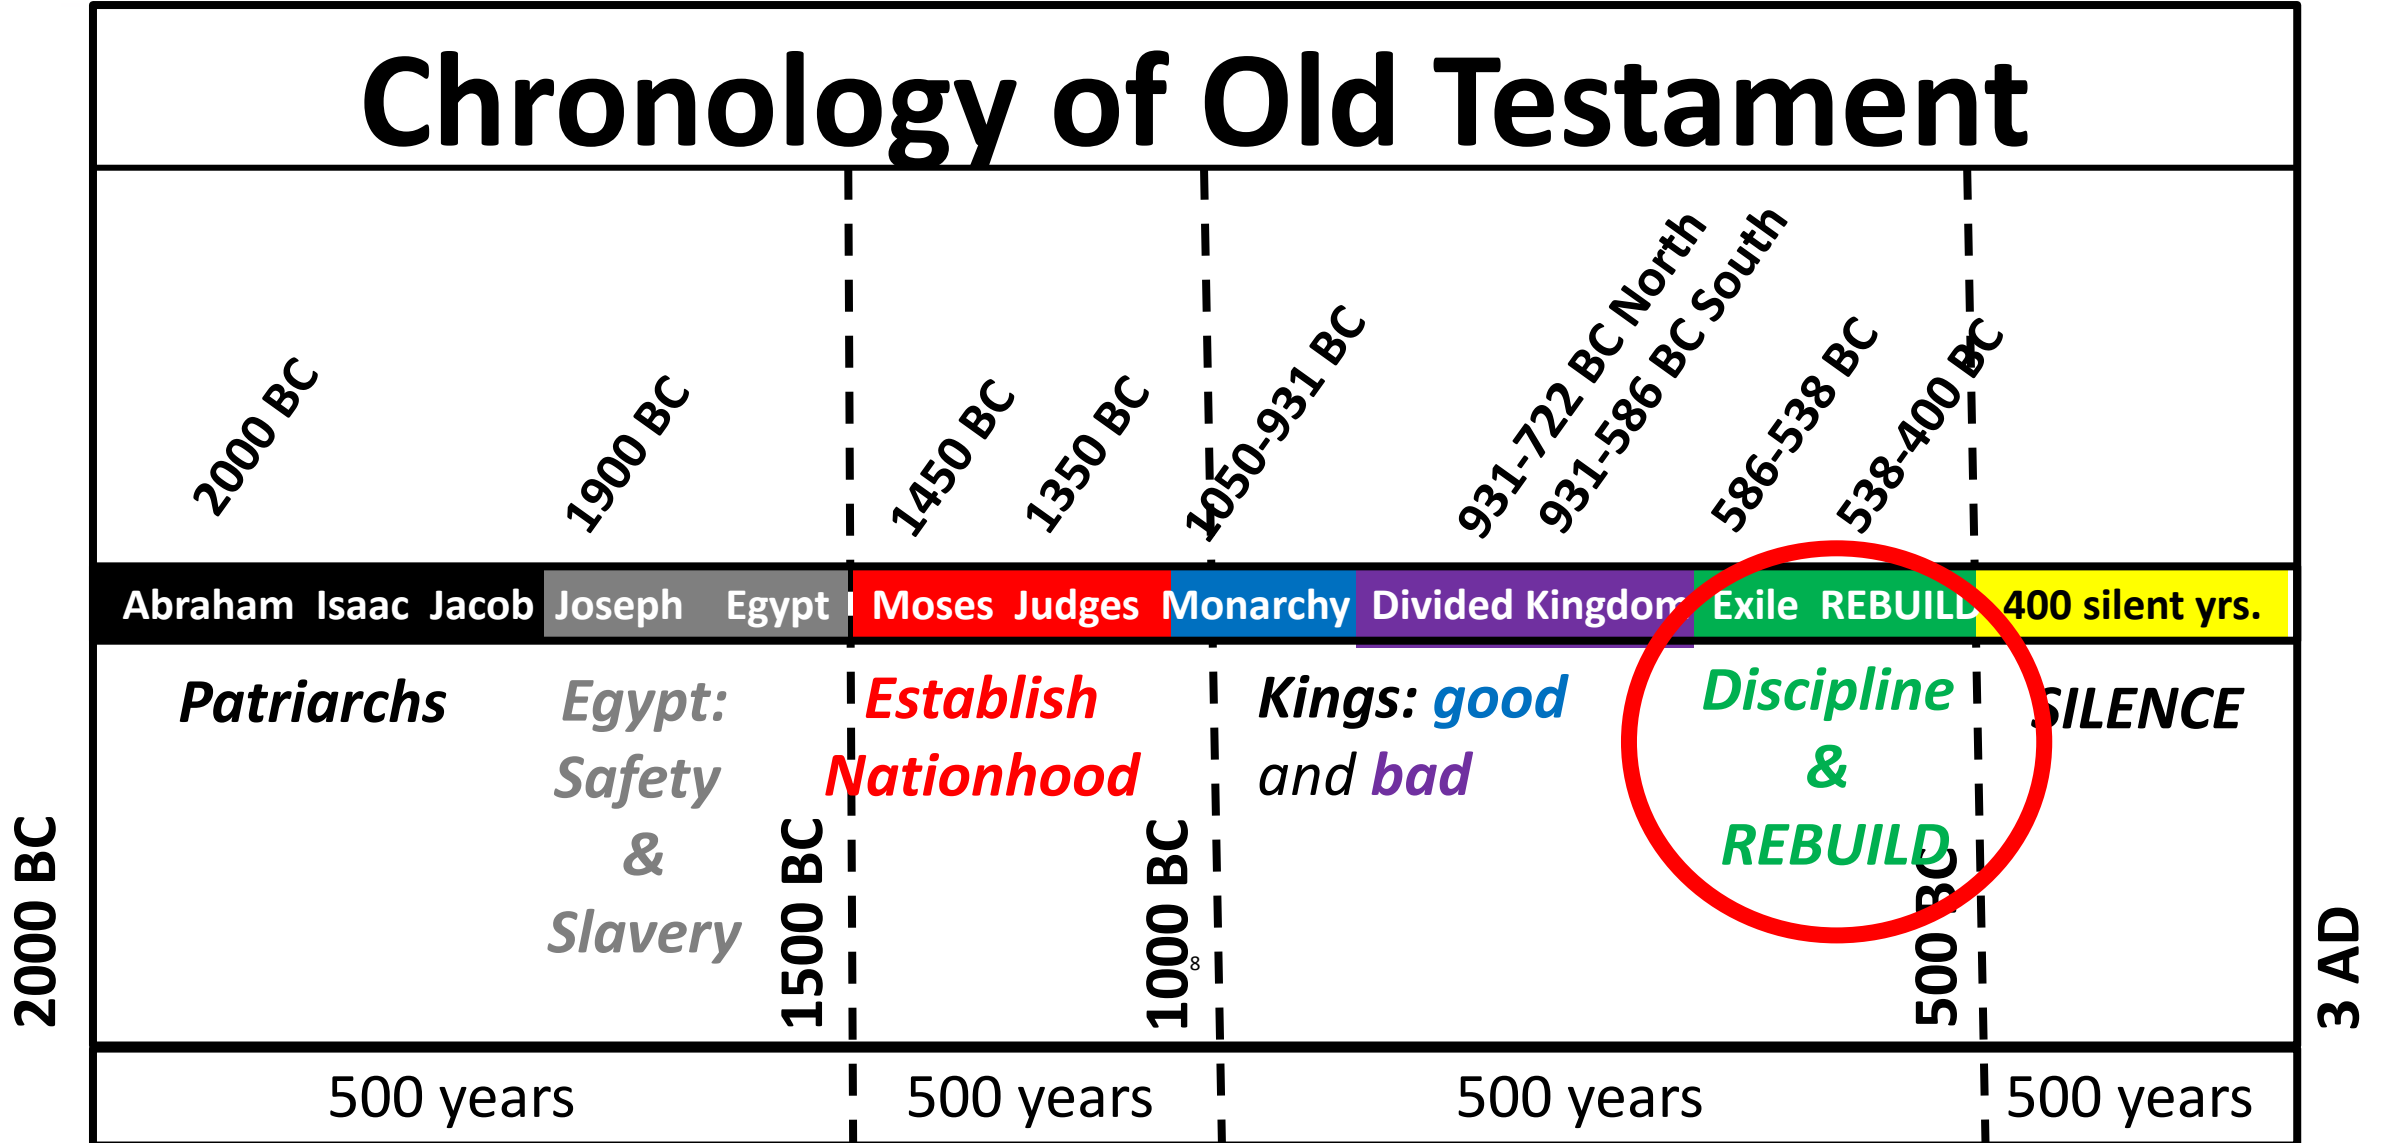 Chronology of Old Testament
2000 BC
1900 BC
1450 BC
1350 BC
1050-931 BC
931-722 BC North
931-586 BC South
586-538 BC
538-400 BC
Abraham Isaac Jacob Joseph Egypt Moses Judges Monarchy Divided Kingdom Exile REBUILD 400 silent yrs.
Patriarchs
Egypt:
Safety
&
Slavery
Establish
Nationhood
Kings: good
and bad
Discipline
&
REBUILD
SILENCE
2000 BC
1500 BC
1000 BC
8
500 BC
3 AD
500 years
500 years
500 years
500 years